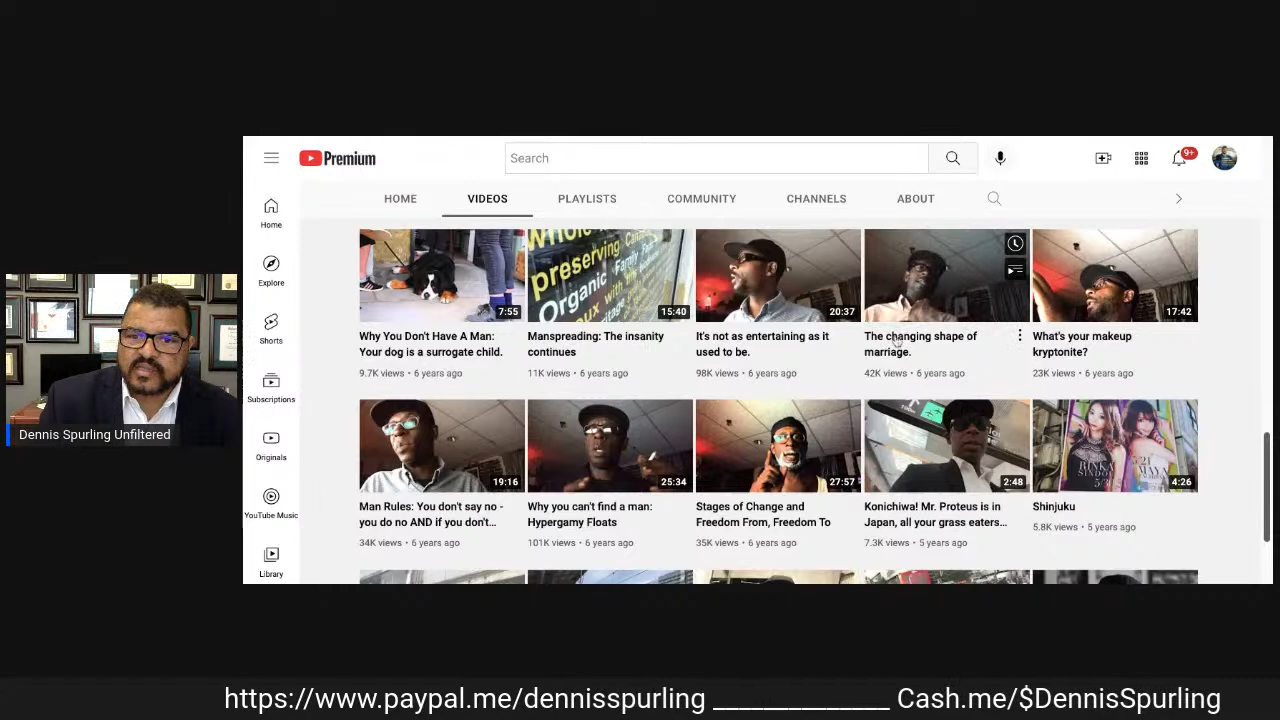 Premium
Search
9+
HOME
VIDEOS
PLAYLISTS
COMMUNITY
CHANNELS
ABOUT
Home
Explore
Shorts
Subscriptions
Originals
YouTube Music
Library
preserving
Organic
7:55
15:40
20:37
17:42
Why You Don't Have A Man:
Your dog is a surrogate child.
9.7K views • 6 years ago
Manspreading: The insanity
continues
11K views • 6 years ago
It's not as entertaining as it
used to be.
98K views • 6 years ago
The changing shape of
marriage.
42K views • 6 years ago
What's your makeup
kryptonite?
23K views • 6 years ago
19:16
25:34
27:57
2:48
4:26
Man Rules: You don't say no -
you do no AND if you don't...
34K views • 6 years ago
Why you can't find a man:
Hypergamy Floats
101K views • 6 years ago
Stages of Change and
Freedom From, Freedom To
35K views • 6 years ago
Konichiwa! Mr. Proteus is in
Japan, all your grass eaters...
7.3K views • 5 years ago
Shinjuku
5.8K views • 5 years ago
Dennis Spurling Unfiltered
https://www.paypal.me/dennisspurling ______________ Cash.me/$DennisSpurling